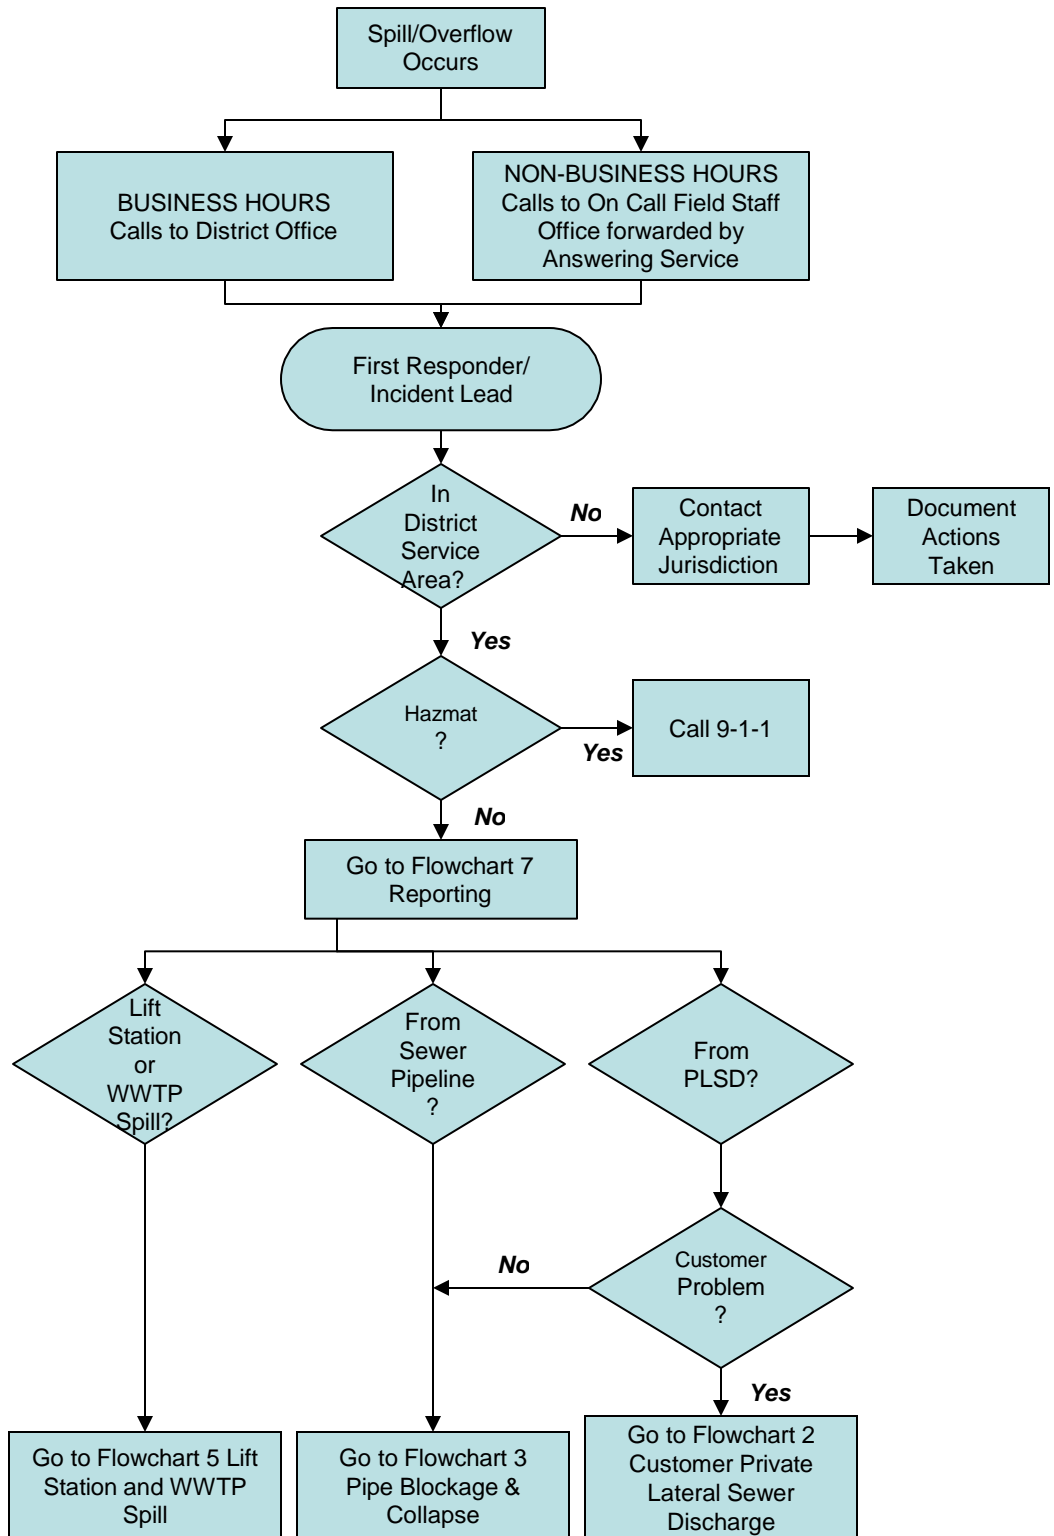 Spill/Overflow
Occurs
BUSINESS HOURS
Calls to District Office
NON-BUSINESS HOURS
Calls to On Call Field Staff
Office forwarded by
Answering Service
First Responder/
Incident Lead
In
District
Service
Area?
No
Contact
Appropriate
Jurisdiction
Document
Actions
Taken
Yes
Hazmat
?
Yes
Call 9-1-1
No
Go to Flowchart 7
Reporting
Lift
Station
or
WWTP
Spill?
From
Sewer
Pipeline
?
From
PLSD?
Customer
Problem
?
No
Yes
Go to Flowchart 5 Lift
Station and WWTP
Spill
Go to Flowchart 3
Pipe Blockage &
Collapse
Go to Flowchart 2
Customer Private
Lateral Sewer
Discharge